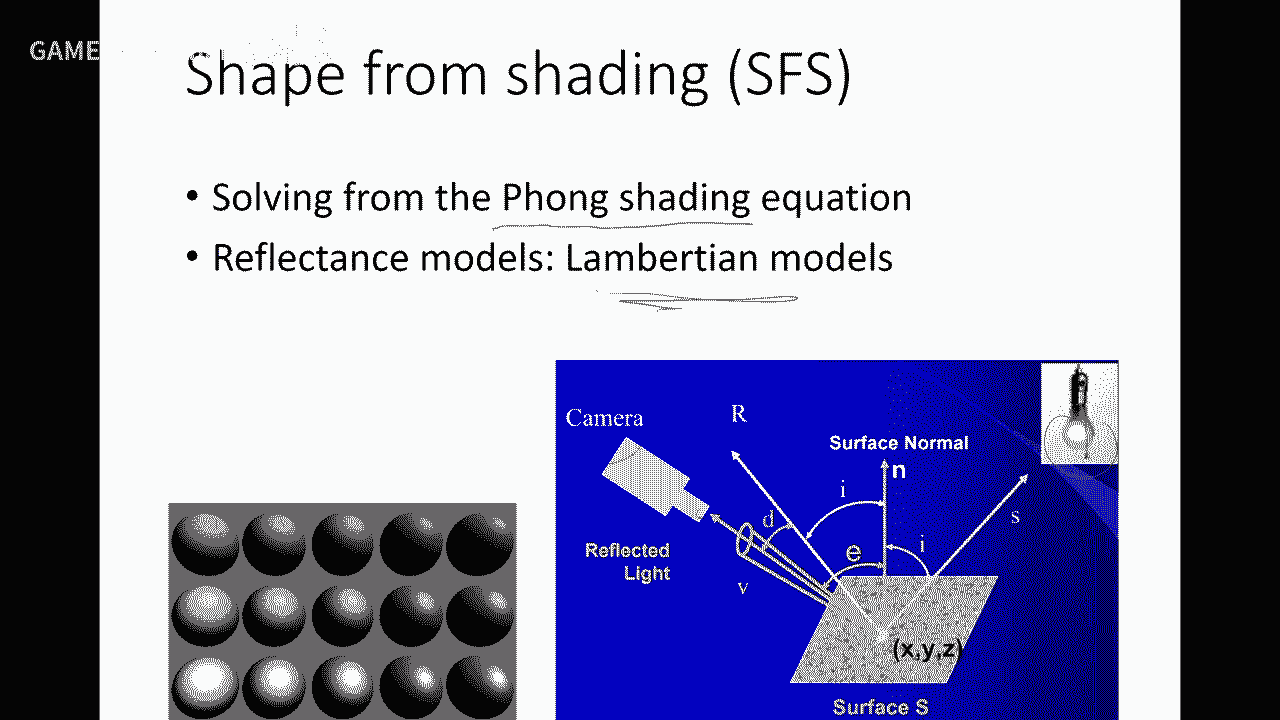 GAME
Shape from shading (SFS)
• Solving from the Phong shading equation
• Reflectance models: Lambertian models
Camera
R
Surface Normal
n
i
s
d
i
e
Reflected
Light
v
(x,y,z)
Surface S